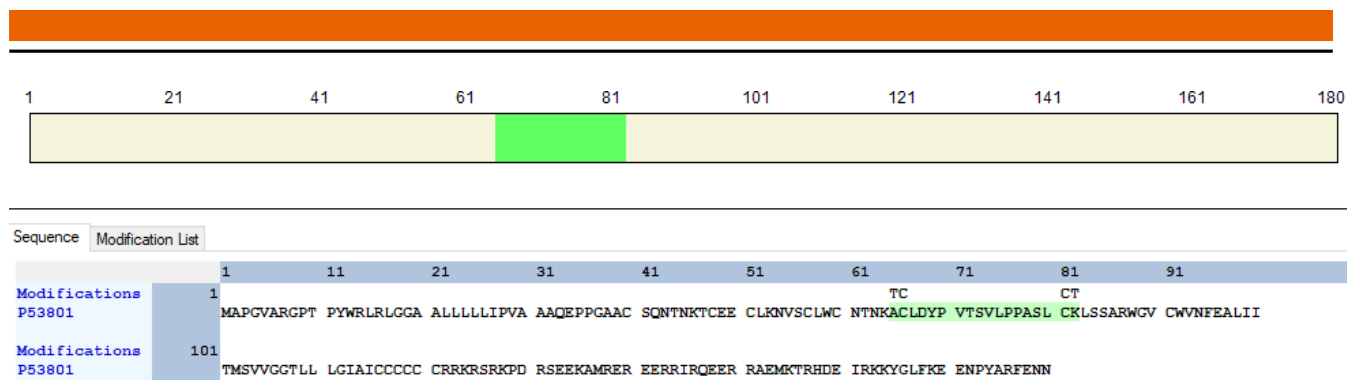 1 21 41 61 81 101 121 141 161 180
Sequence Modification List
1 11 21 31 41 51 61 71 81 91
Modifications 1 TC CT
P53801 MAPGVARGPT PYWRLRLGGA ALLLLLIPVA AAQEPPGAAC SQNTNKTCEE CLKNVSCLWC NTNKACLDYP VTSVLPPASL CKLSSARWGV CWVNFEALII
Modifications 101
P53801 TMSVVGGTLL LGIAICCCCC CRRKRSRKPD RSEEKAMRER EERRIRQEER RAEMKTRHDE IRKKYGLFKE ENPYARFENN